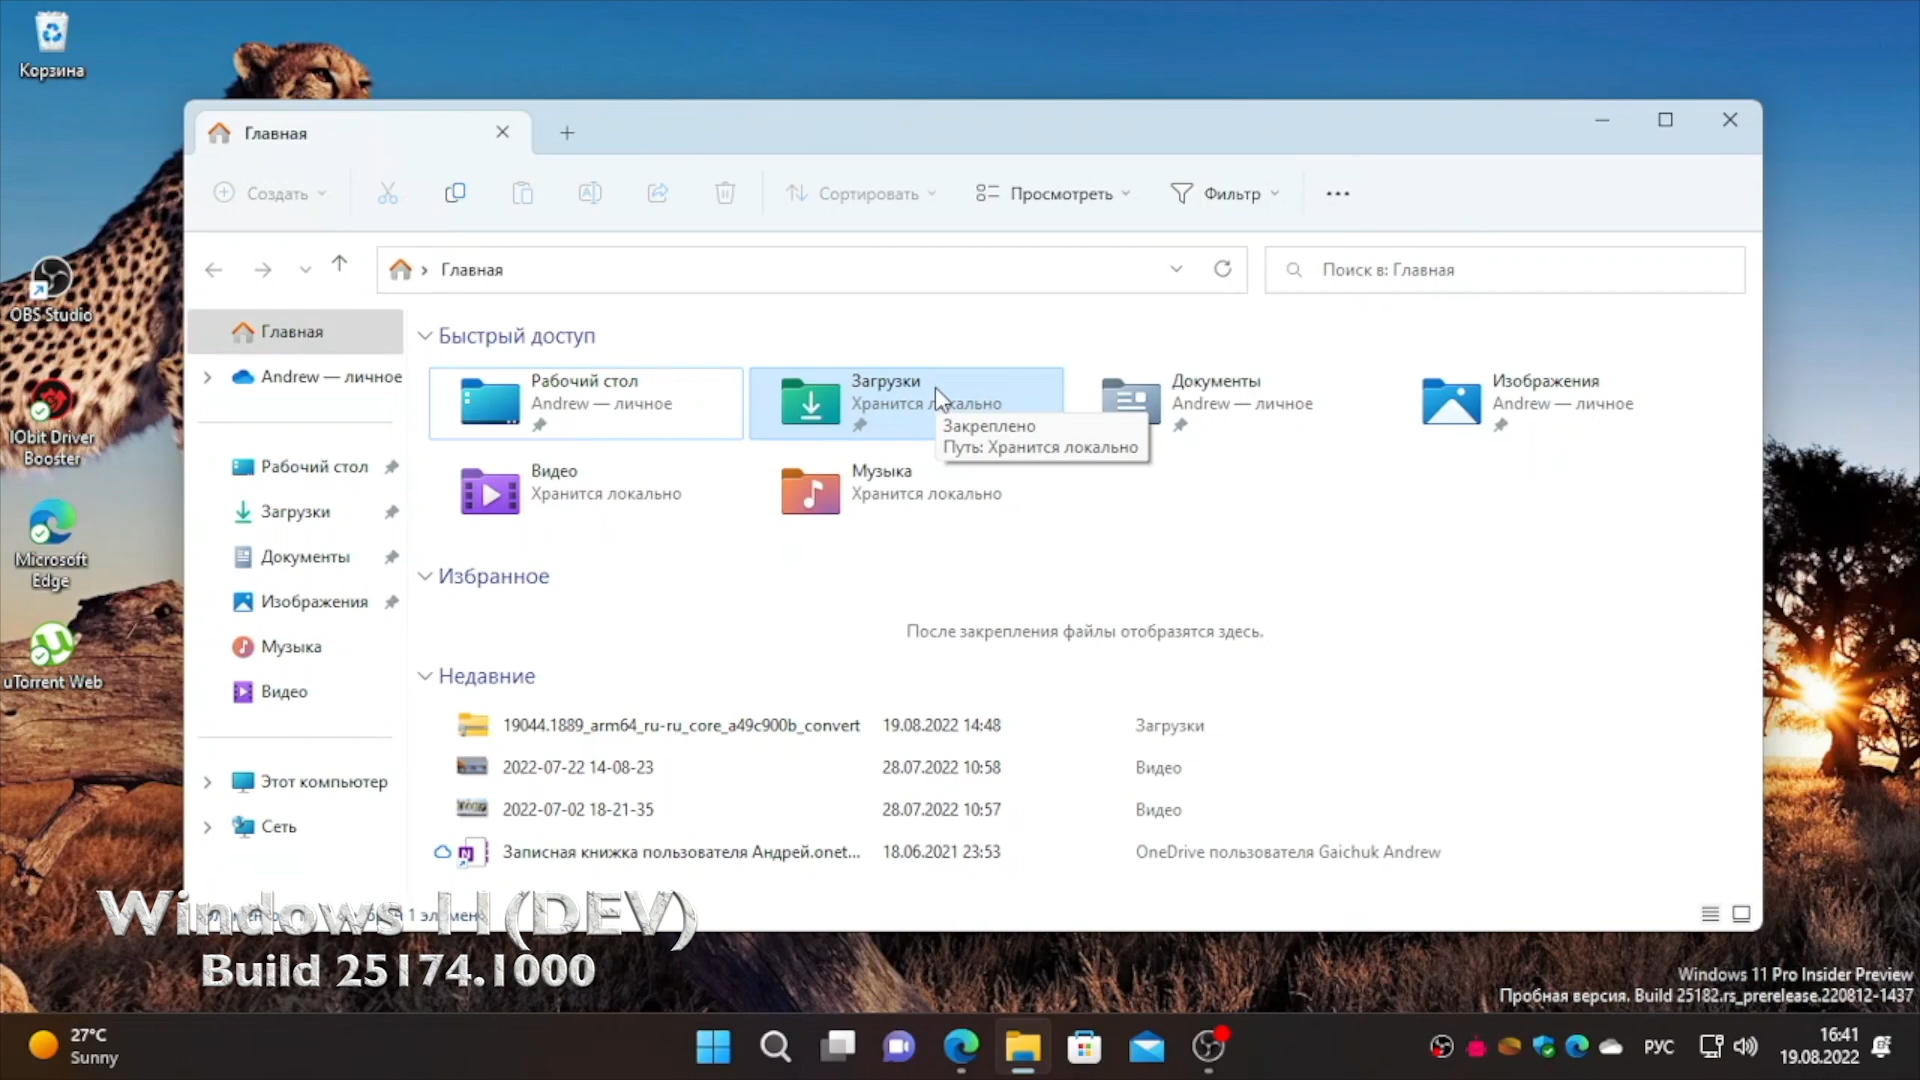 Корзина
OBS Studio
IObit Driver
Booster
Microsoft
Edge
uTorrent Web
Главная
Создать
Сортировать
Просмотреть
Фильтр
Главная
Поиск в: Главная
Главная
Andrew — личное
Рабочий стол
Загрузки
Документы
Изображения
Музыка
Видео
Этот компьютер
Сеть
Быстрый доступ
Рабочий стол
Andrew — личное
Загрузки
Хранится локально
Документы
Andrew — личное
Изображения
Andrew — личное
Закреплено
Путь: Хранится локально
Видео
Хранится локально
Музыка
Хранится локально
Избранное
После закрепления файлы отобразятся здесь.
Недавние
19044.1889_arm64_ru-ru_core_a49c900b_convert 19.08.2022 14:48 Загрузки
2022-07-22 14-08-23 28.07.2022 10:58 Видео
2022-07-02 18-21-35 28.07.2022 10:57 Видео
Записная книжка пользователя Андрей.onet... 18.06.2021 23:53 OneDrive пользователя Gaichuk Andrew
Windows 11 (DEV)
Build 25174.1000
Windows 11 Pro Insider Preview
Пробная версия. Build 25182.rs_prerelease.220812-1437
27°C
Sunny
РУС
16:41
19.08.2022